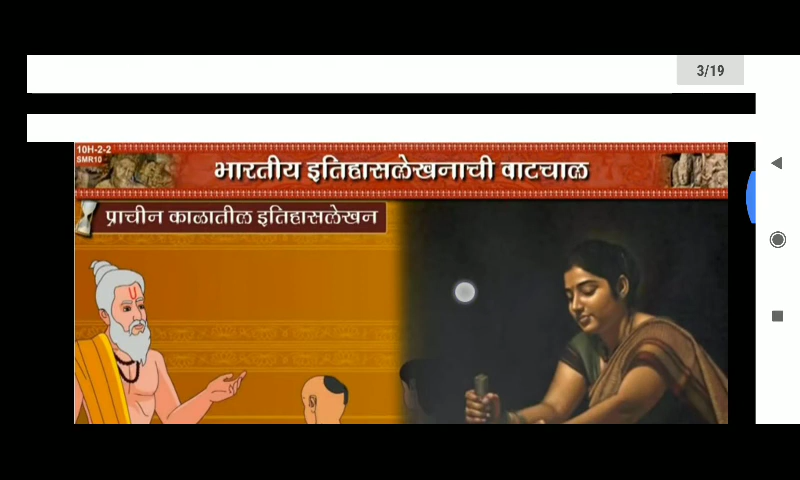 3/19
10H-2-2
SMR10
भारतीय इतिहासलेखनाची वाटचाल
प्राचीन काळातील इतिहासलेखन